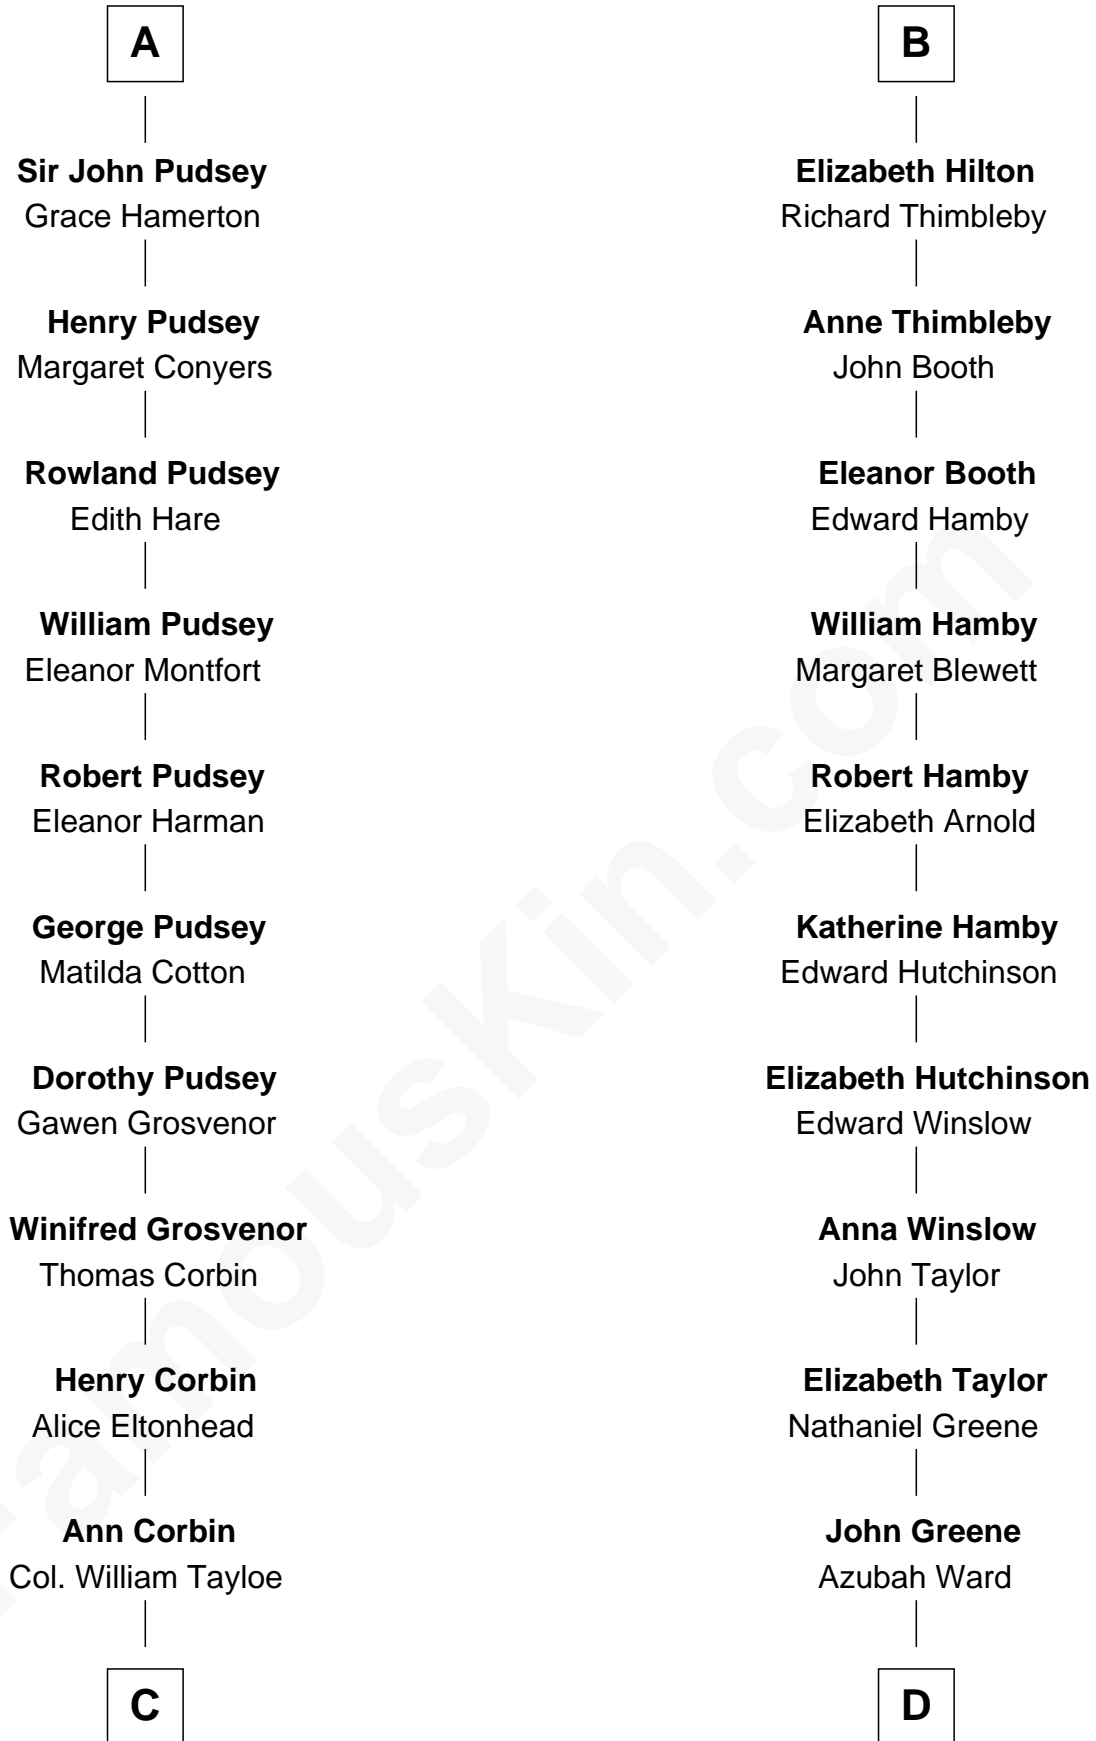 A
Sir John Pudsey
Grace Hamerton
Henry Pudsey
Margaret Conyers
Rowland Pudsey
Edith Hare
William Pudsey
Eleanor Montfort
Robert Pudsey
Eleanor Harman
George Pudsey
Matilda Cotton
Dorothy Pudsey
Gawen Grosvenor
Winifred Grosvenor
Thomas Corbin
Henry Corbin
Alice Eltonhead
Ann Corbin
Col. William Tayloe
C
B
Elizabeth Hilton
Richard Thimbleby
Anne Thimbleby
John Booth
Eleanor Booth
Edward Hamby
William Hamby
Margaret Blewett
Robert Hamby
Elizabeth Arnold
Katherine Hamby
Edward Hutchinson
Elizabeth Hutchinson
Edward Winslow
Anna Winslow
John Taylor
Elizabeth Taylor
Nathaniel Greene
John Greene
Azubah Ward
D
FamousKin.com